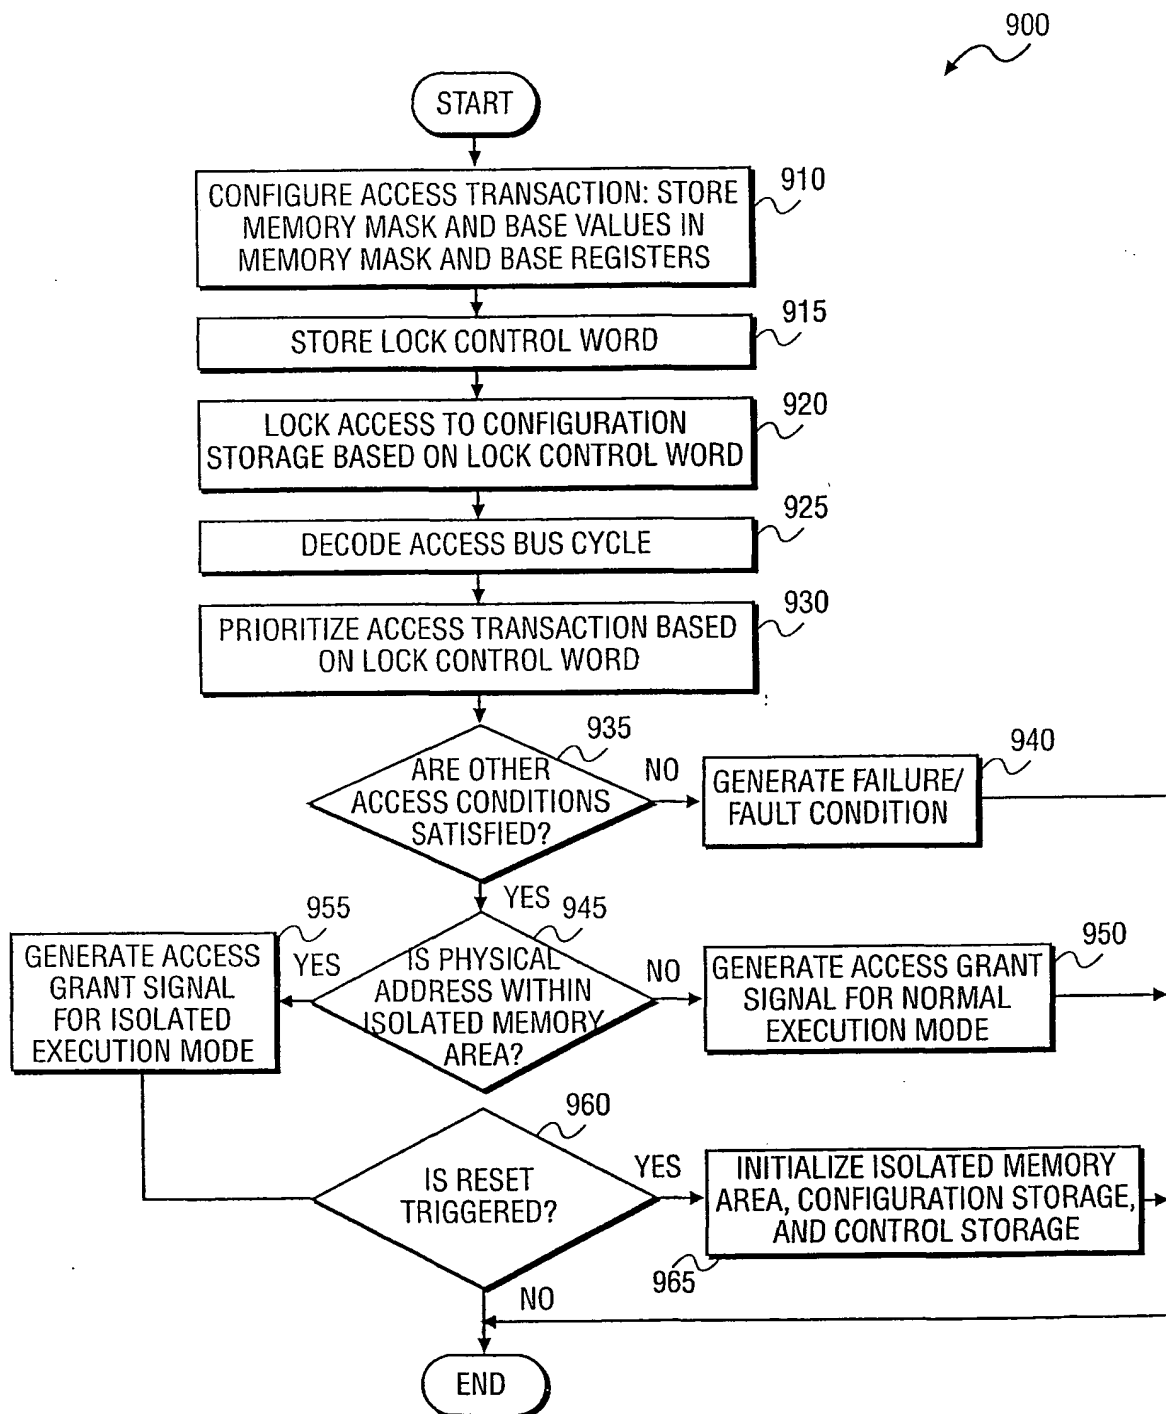 900
START
910
CONFIGURE ACCESS TRANSACTION: STORE
MEMORY MASK AND BASE VALUES IN
MEMORY MASK AND BASE REGISTERS
915
STORE LOCK CONTROL WORD
920
LOCK ACCESS TO CONFIGURATION
STORAGE BASED ON LOCK CONTROL WORD
925
DECODE ACCESS BUS CYCLE
930
PRIORITIZE ACCESS TRANSACTION BASED
ON LOCK CONTROL WORD
935
ARE OTHER
ACCESS CONDITIONS
SATISFIED?
NO
940
GENERATE FAILURE/
FAULT CONDITION
YES
945
IS PHYSICAL
ADDRESS WITHIN
ISOLATED MEMORY
AREA?
YES
955
GENERATE ACCESS
GRANT SIGNAL
FOR ISOLATED
EXECUTION MODE
NO
950
GENERATE ACCESS GRANT
SIGNAL FOR NORMAL
EXECUTION MODE
960
IS RESET
TRIGGERED?
YES
INITIALIZE ISOLATED MEMORY
AREA, CONFIGURATION STORAGE,
AND CONTROL STORAGE
965
NO
END